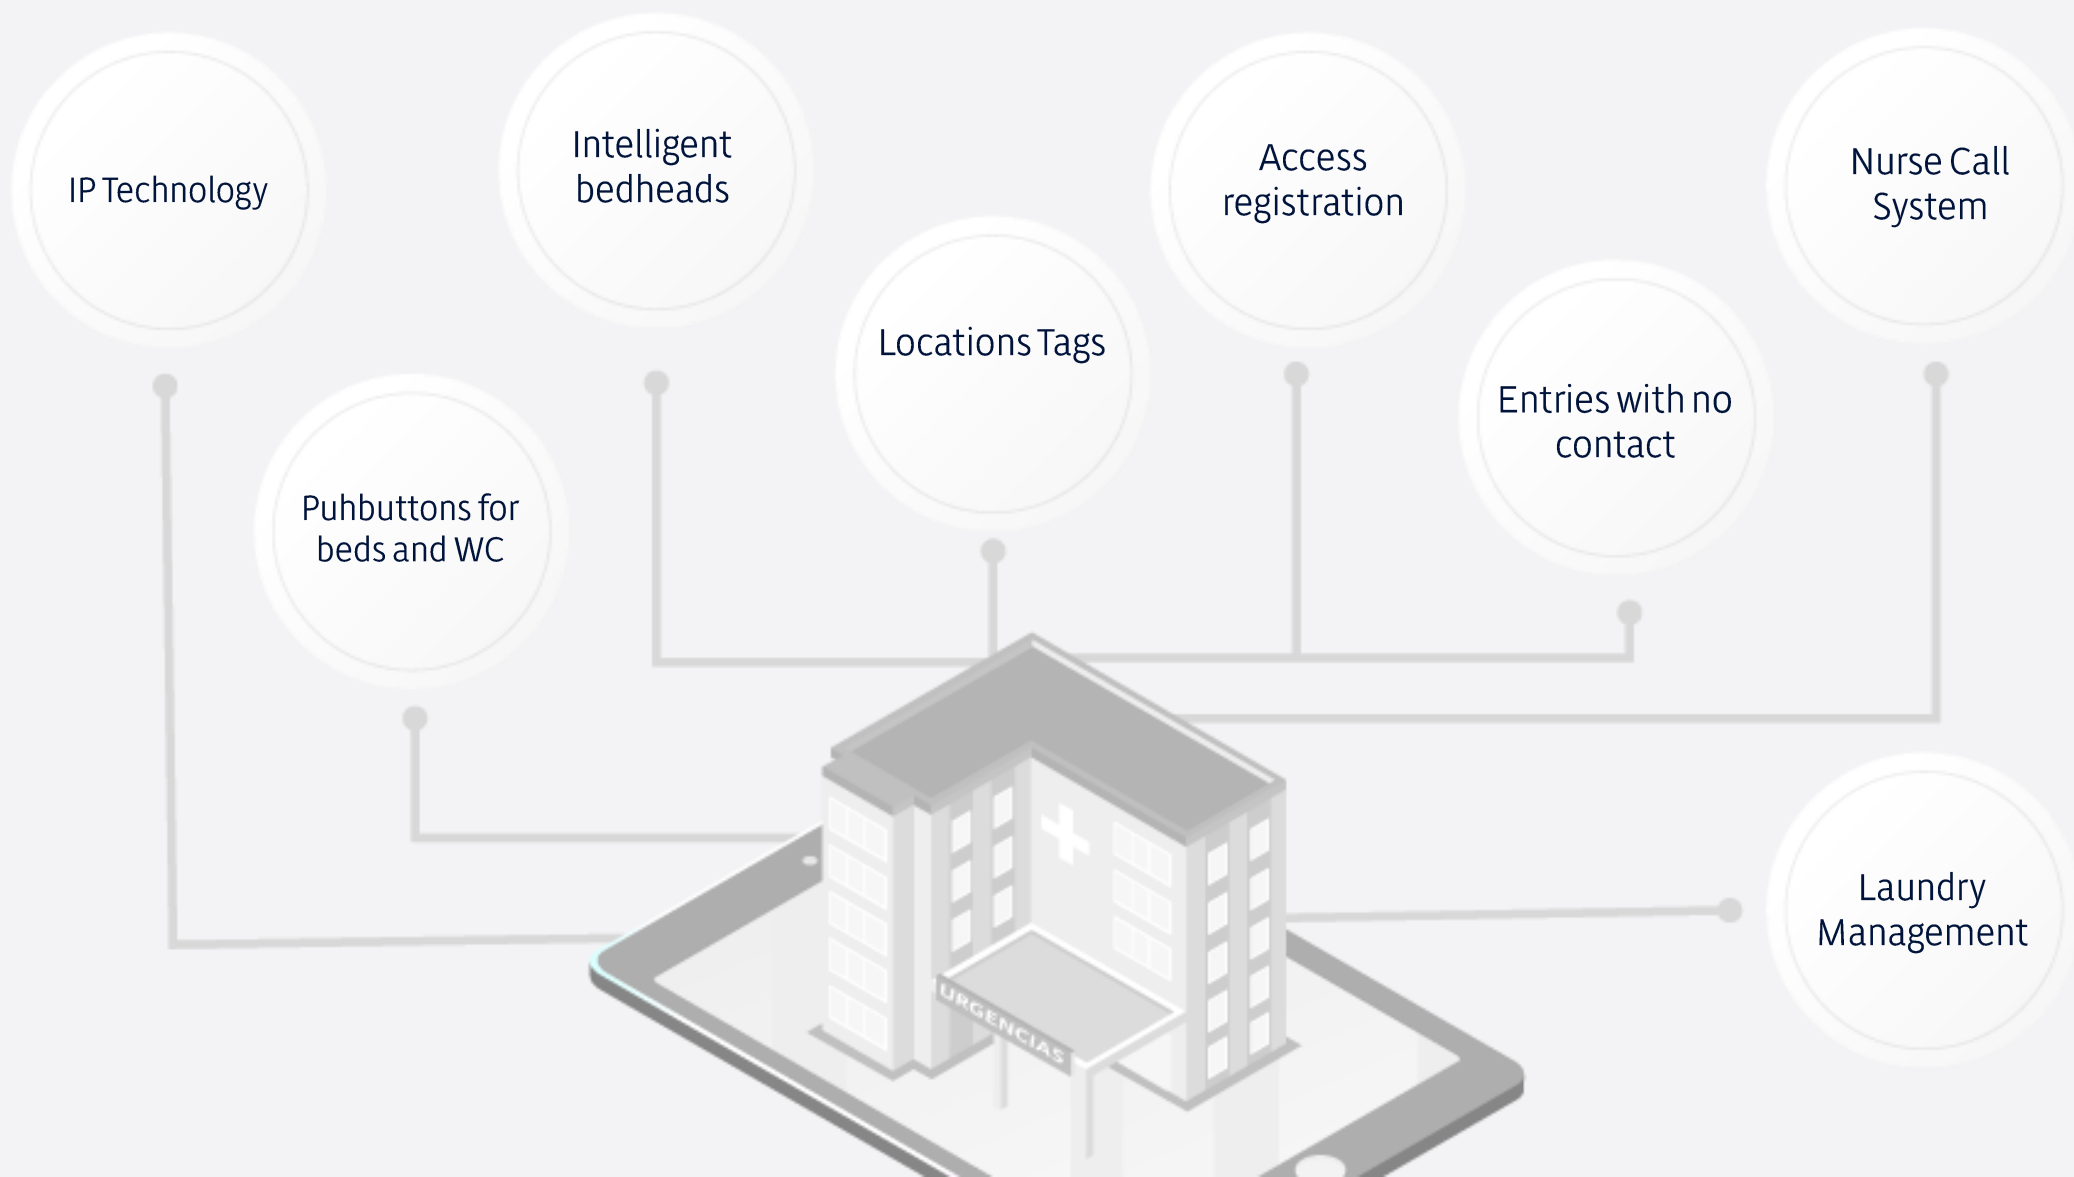 IP Technology
Intelligent
bedheads
Access
registration
Nurse Call
System
Locations Tags
Entries with no
contact
Puhbuttons for
beds and WC
Laundry
Management
URGENCIAS